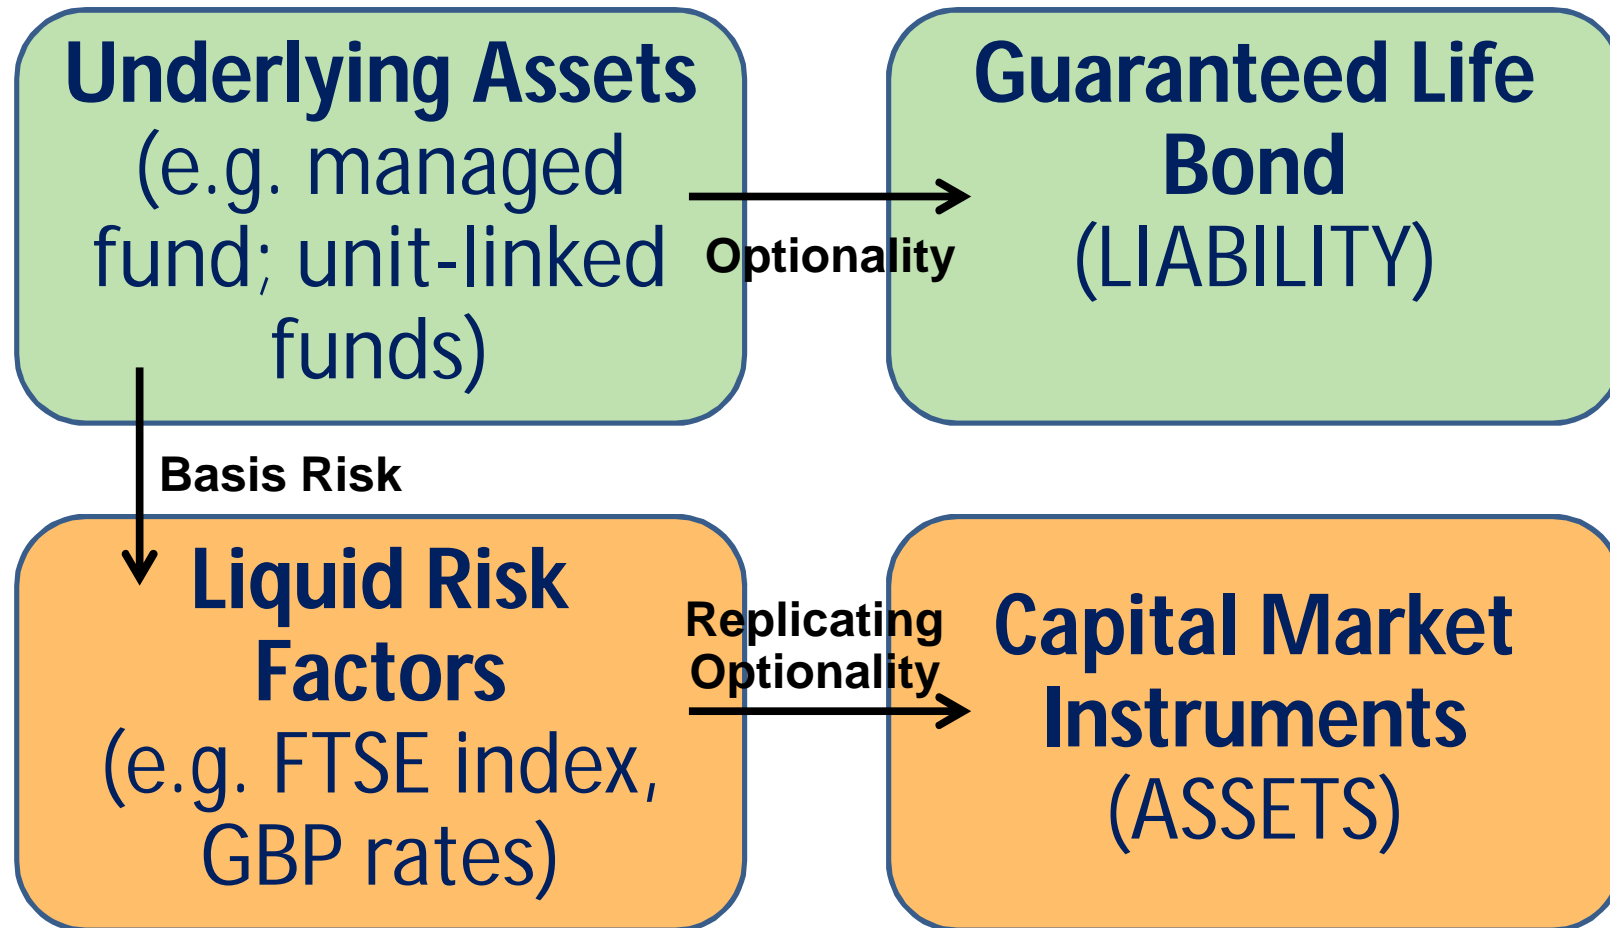 Underlying Assets
(e.g. managed
fund; unit-linked
funds)
Optionality
Guaranteed Life
Bond
(LIABILITY)
Basis Risk
Liquid Risk
Factors
(e.g. FTSE index,
GBP rates)
Replicating
Optionality
Capital Market
Instruments
(ASSETS)